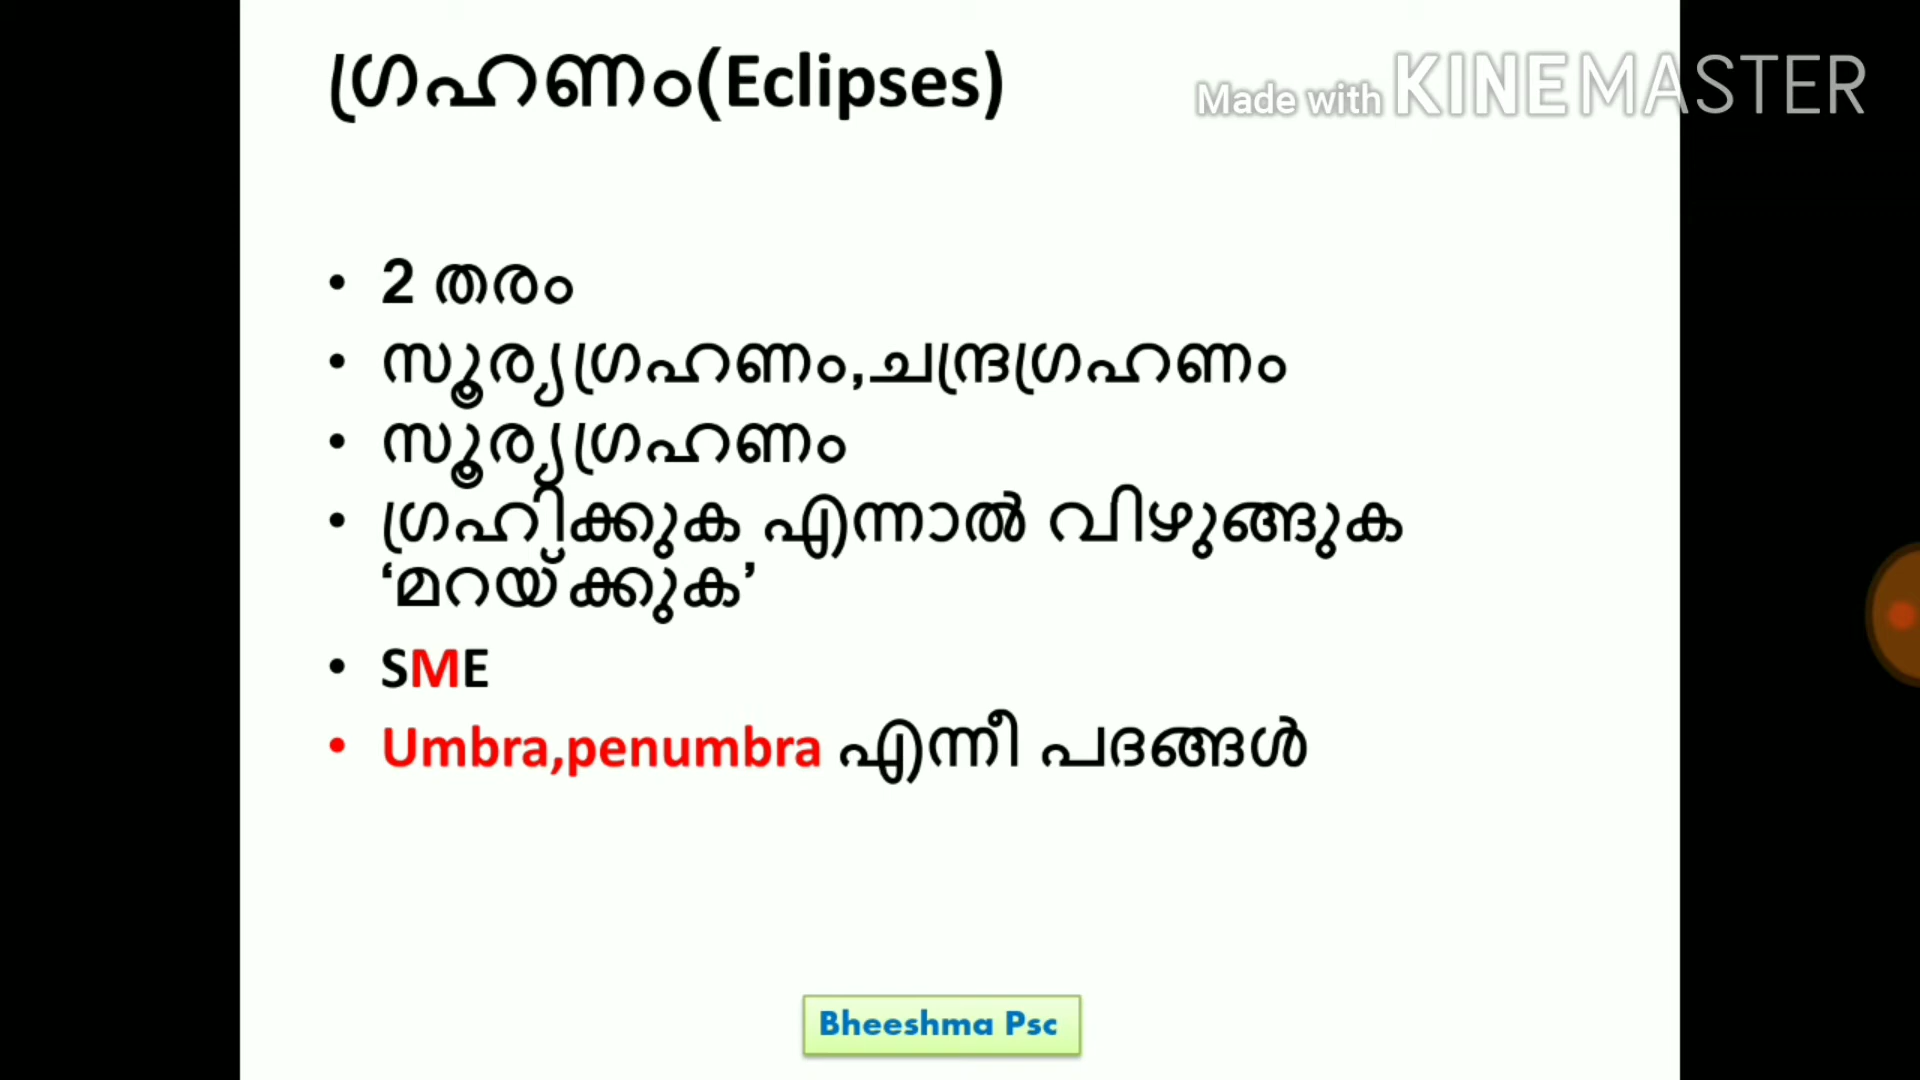 ഗ്രഹണം(Eclipses)
Made with KINEMASTER
• 2 തരം
• സൂര്യഗ്രഹണം,ചന്ദ്രഗ്രഹണം
• സൂര്യഗ്രഹണം
• ഗ്രഹിക്കുക എന്നാൽ വിഴുങ്ങുക
‘മറയ്ക്കുക’
• SME
• Umbra,penumbra എന്നീ പദങ്ങൾ
Bheeshma Psc